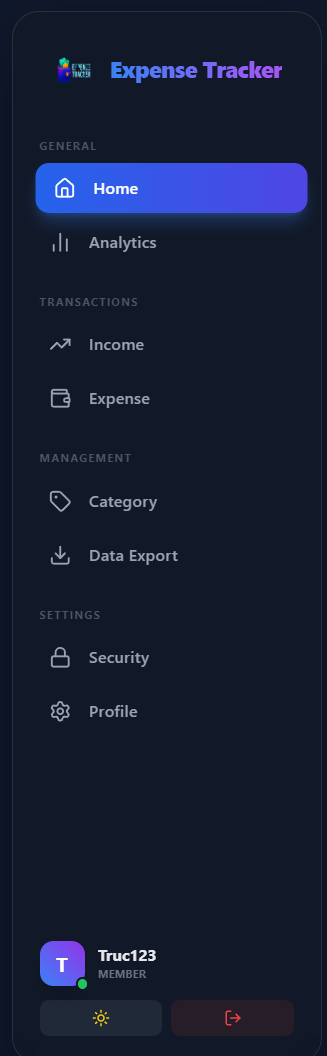 Expense Tracker
GENERAL
Home
Analytics
TRANSACTIONS
Income
Expense
MANAGEMENT
Category
Data Export
SETTINGS
Security
Profile
T
Truc123
MEMBER